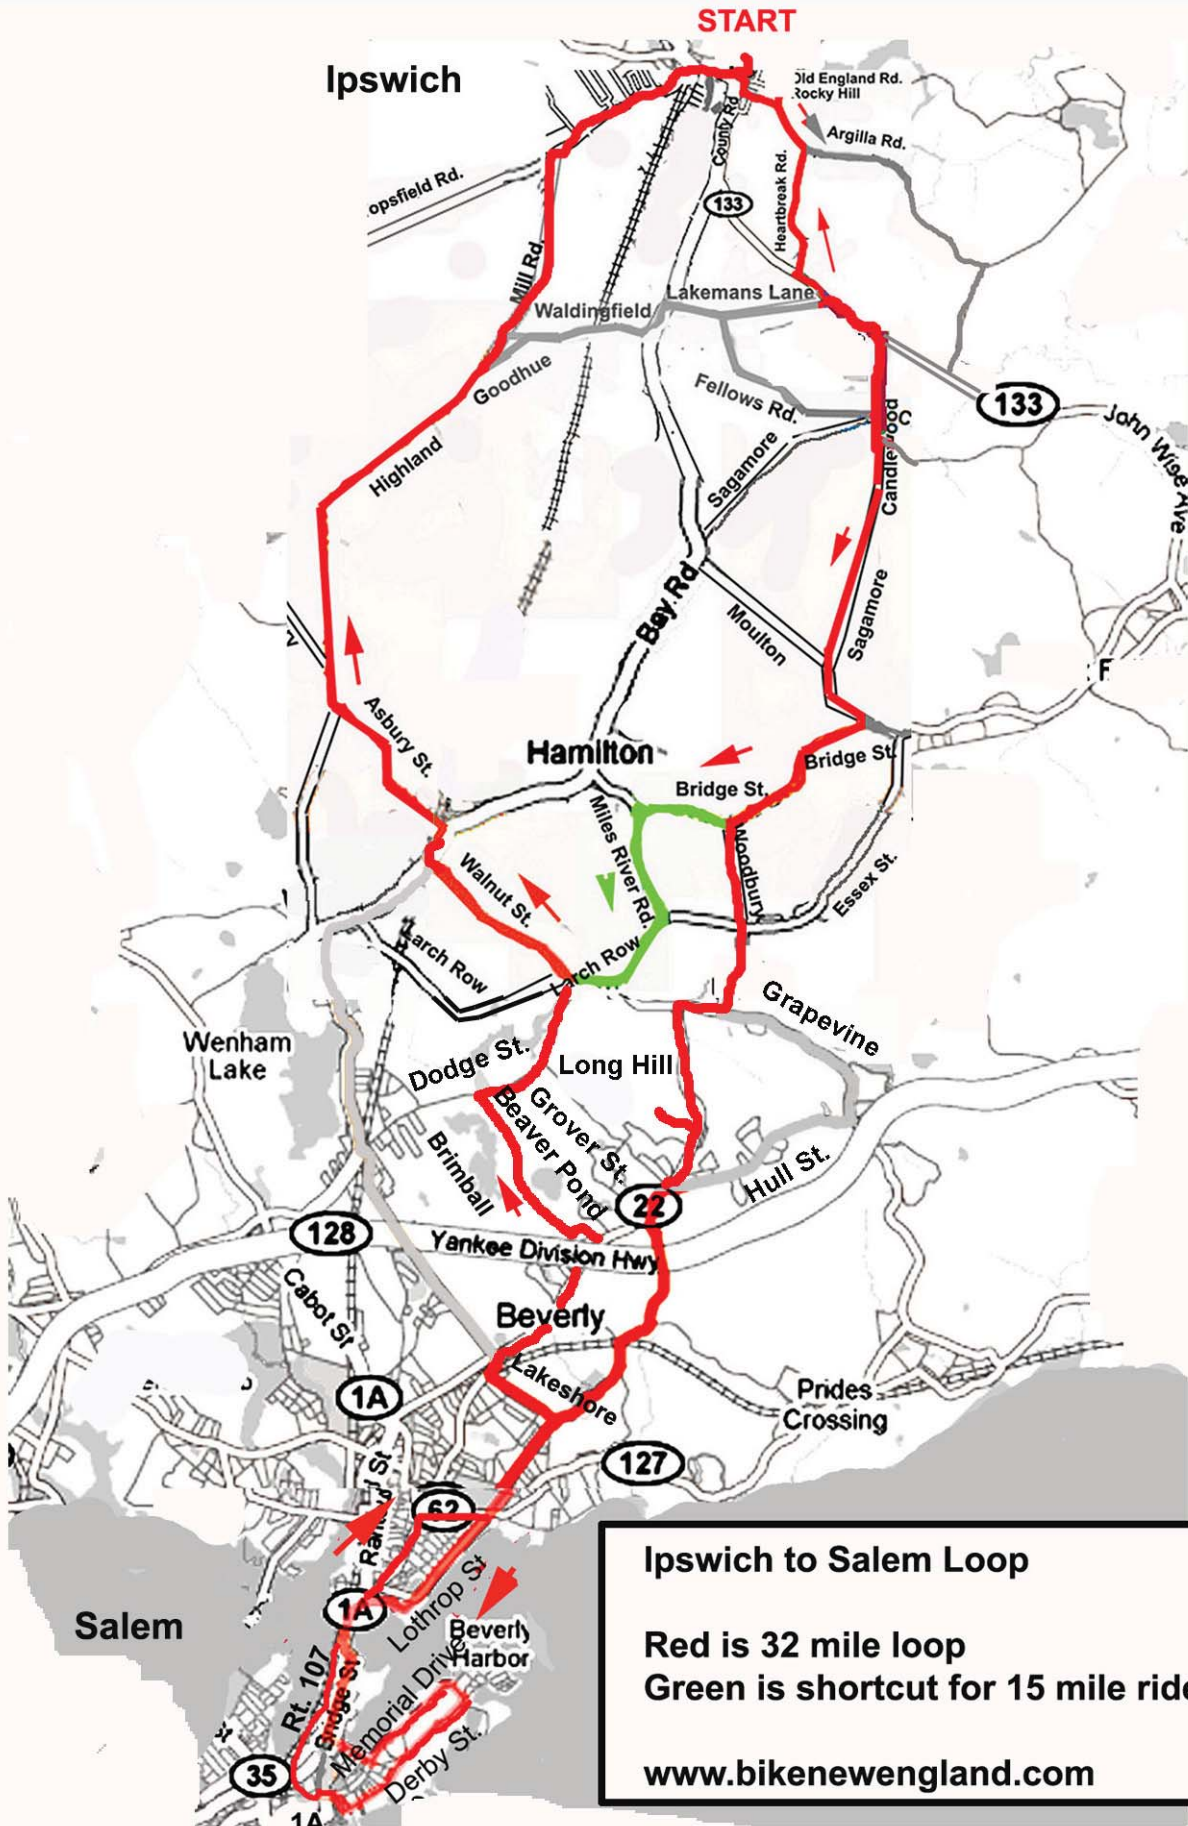 START
Ipswich
Old England Rd.
Rocky Hill
Argilla Rd.
County Rd
Heartbreak Rd.
opsfield Rd.
133
Mill Rd.
Lakemans Lane
Waldingfield
Goodhue
Fellows Rd.
133
John Wise Ave
Candlewood
C
Sagamore
Highland
Bay Rd
Moulton
Sagamore
F
Asbury St.
Hamilton
Bridge St.
Bridge St.
Miles River Rd.
Woodbury
Essex St.
Walnut St.
Larch Row
Larch Row
Grapevine
Wenham
Lake
Dodge St.
Long Hill
Grover St.
Beaver Pond
Brimball
Hull St.
22
128
Yankee Division Hwy
Cabot St
Beverly
Lakeshore
1A
Prides
Crossing
127
62
1A
Lothrop St
Salem
Beverly
Harbor
Rt. 107
Bridge St
Memorial Drive
Derby St.
35
1A
Ipswich to Salem Loop
Red is 32 mile loop
Green is shortcut for 15 mile ride
www.bikenewengland.com